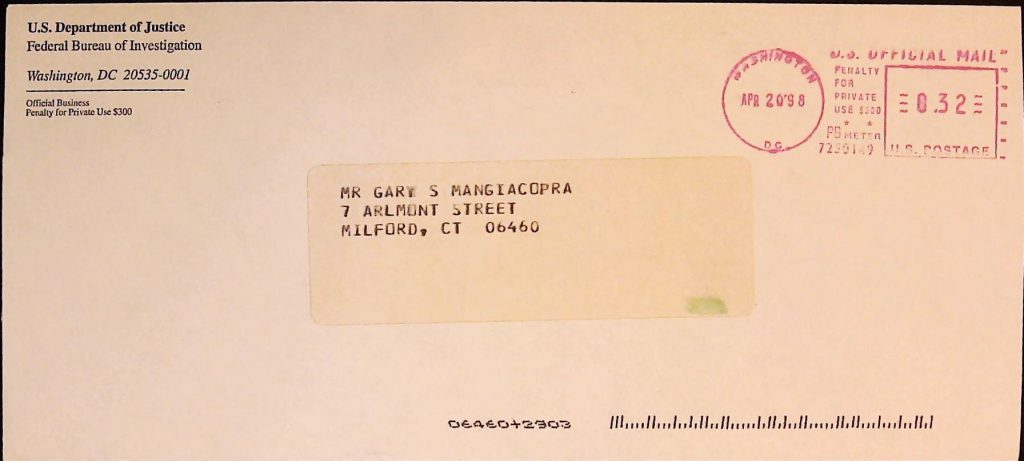 U.S. Department of Justice
Federal Bureau of Investigation
Washington, DC 20535-0001
Official Business
Penalty for Private Use $300
WASHINGTON
APR 20'98
D.C.
U.S. OFFICIAL MAIL
PENALTY
FOR
PRIVATE
USE $300
PB METER
0.32
U.S. POSTAGE
MR GARY S MANGIACOPRA
7 ARLMONT STREET
MILFORD, CT 06460
06460+2903